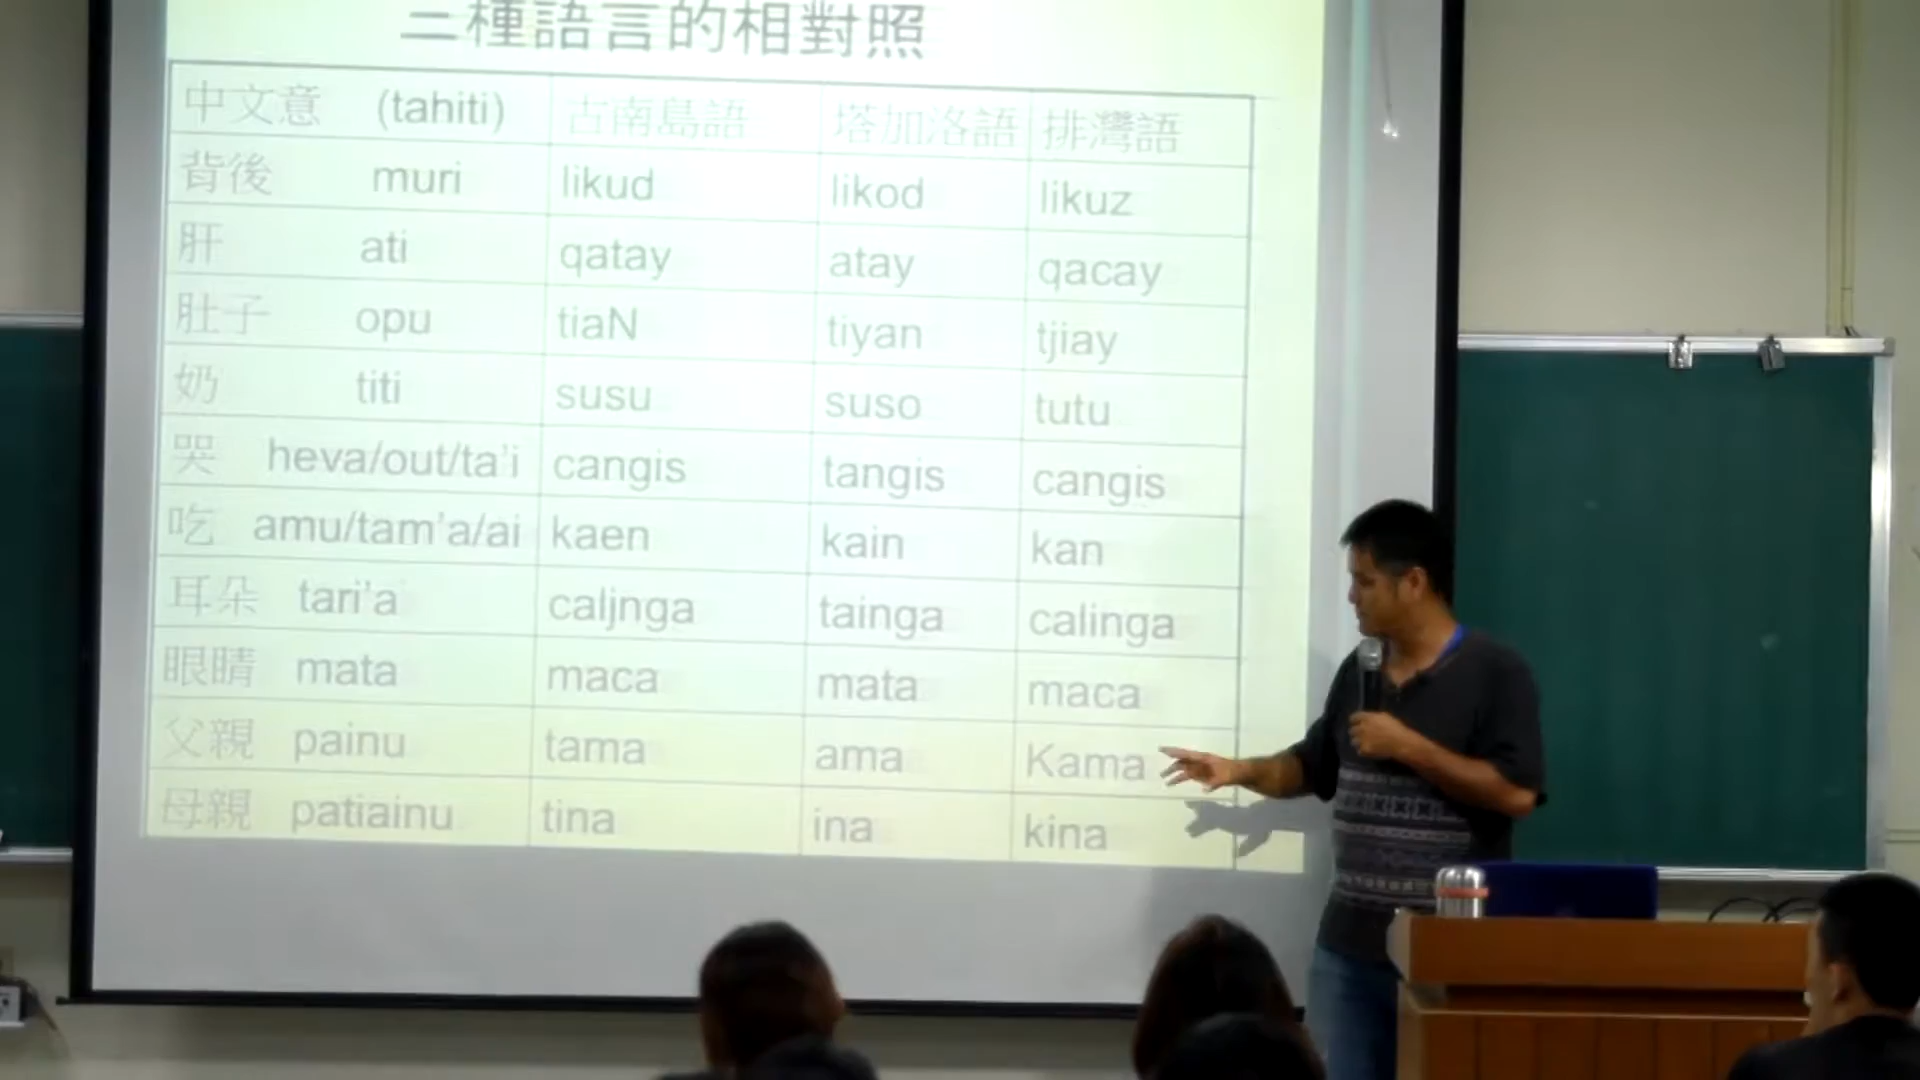 三種語言的相對照
中文意 (tahiti) 古南島語 塔加洛語 排灣語
背後 muri likud likod likuz
肝 ati qatay atay qacay
肚子 opu tiaN tiyan tjiay
奶 titi susu suso tutu
哭 heva/out/ta'i cangis tangis cangis
吃 amu/tam'a/ai kaen kain kan
耳朵 tari'a caljnga tainga calinga
眼睛 mata maca mata maca
父親 painu tama ama Kama
母親 patiainu tina ina kina